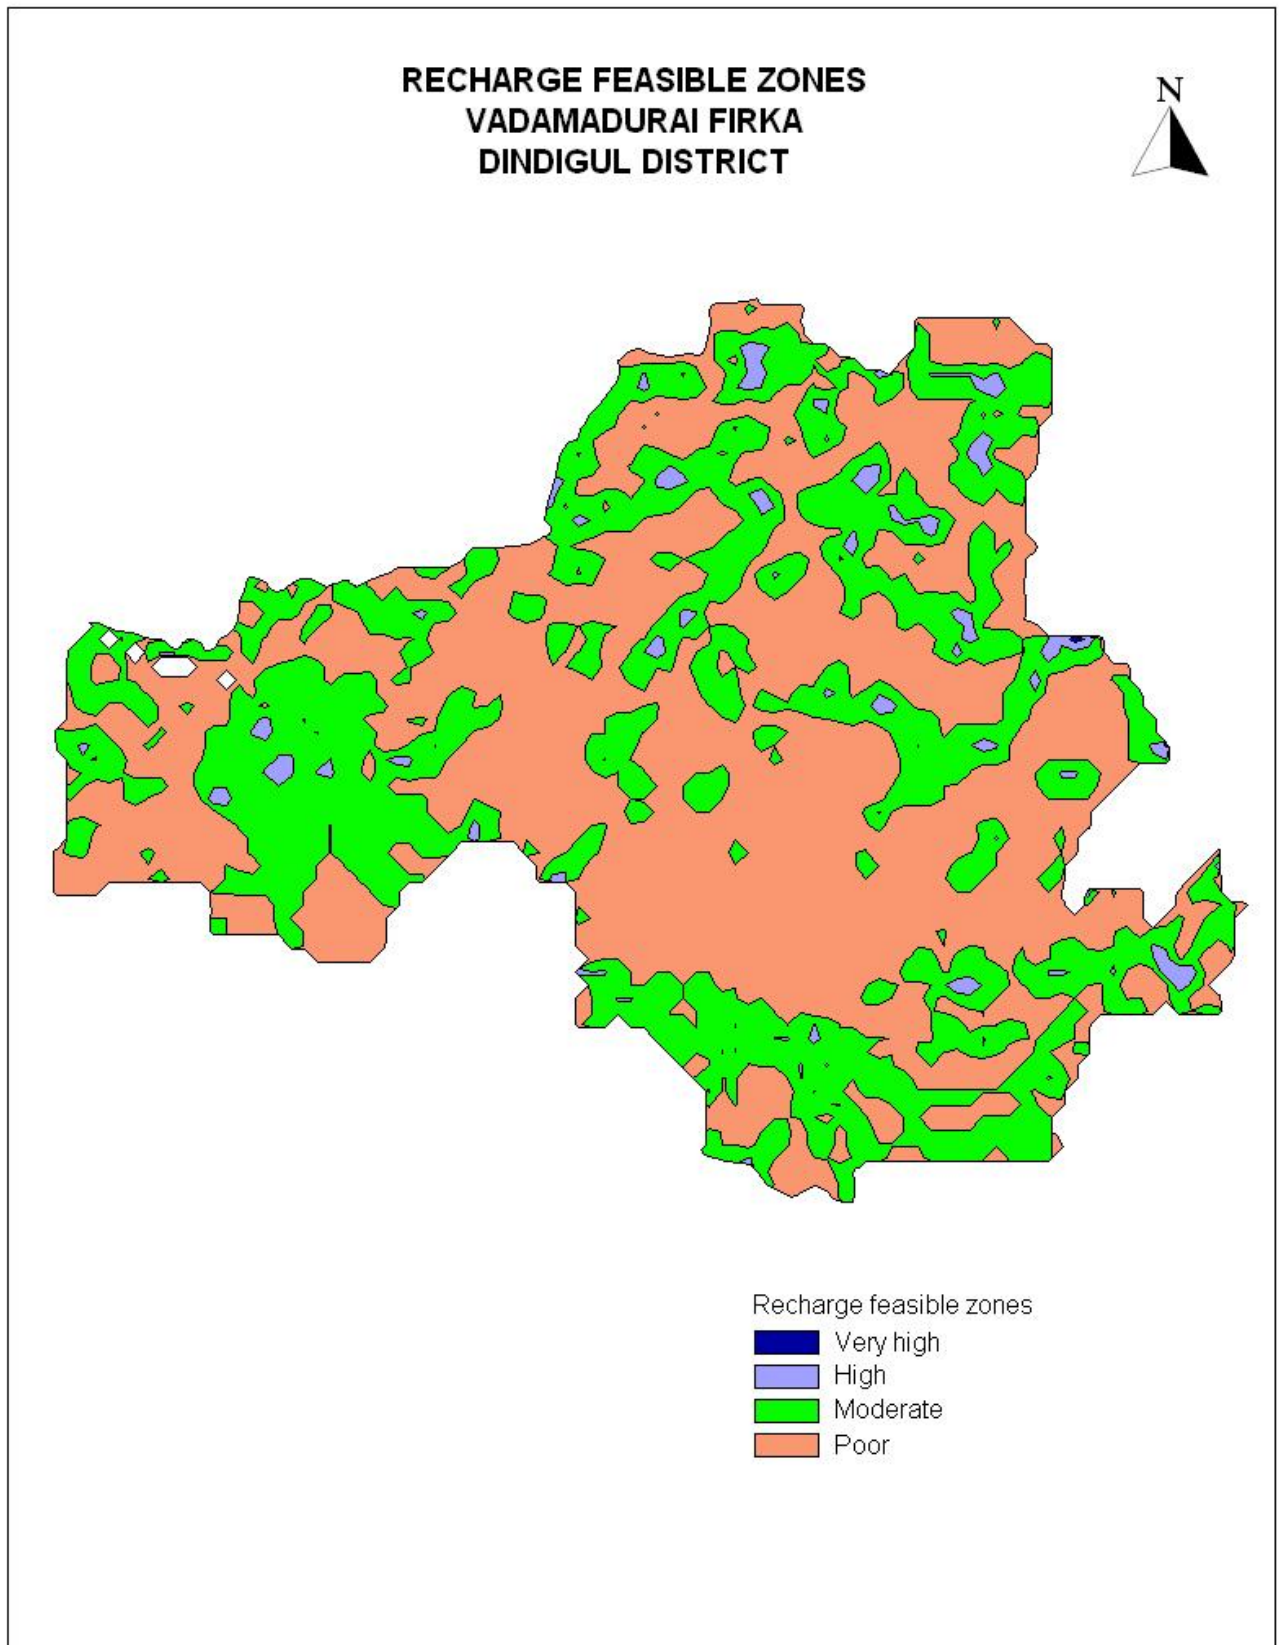 RECHARGE FEASIBLE ZONES
VADAMADURAI FIRKA
DINDIGUL DISTRICT
N
Recharge feasible zones
Very high
High
Moderate
Poor